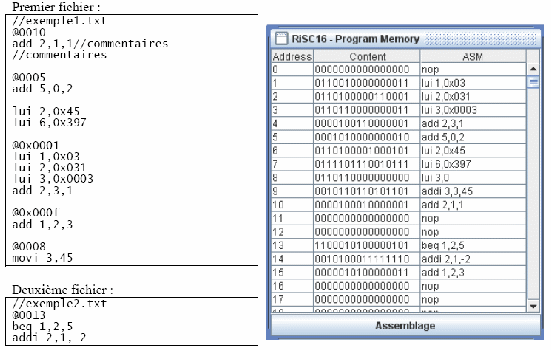 Premier fichier :
//exemple1.txt
@0010
add 2,1,1//commentaires
//commentaires
@0005
add 5,0,2
lui 2,0x45
lui 6,0x397
@0x0001
lui 1,0x03
lui 2,0x031
lui 3,0x0003
add 2,3,1
@0x000f
add 1,2,3
@0008
movi 3,45
Deuxième fichier :
//exemple2.txt
@0013
beq 1,2,5
addi 2,1,-2
RiSC16 - Program Memory
Address Content ASM
0 0000000000000000 nop
1 0110010000000011 lui 1,0x03
2 0110100000110001 lui 2,0x031
3 0110110000000011 lui 3,0x0003
4 0000100110000001 add 2,3,1
5 0001010000000010 add 5,0,2
6 0110100001000101 lui 2,0x45
7 0111101110010111 lui 6,0x397
8 0110110000000000 lui 3,0
9 0010110110101101 addi 3,3,45
10 0000100010000001 add 2,1,1
11 0000000000000000 nop
12 0000000000000000 nop
13 1100010100000101 beq 1,2,5
14 0010100011111110 addi 2,1,-2
15 0000010100000011 add 1,2,3
16 0000000000000000 nop
17 0000000000000000 nop
18 0000000000000000 nop
Assemblage